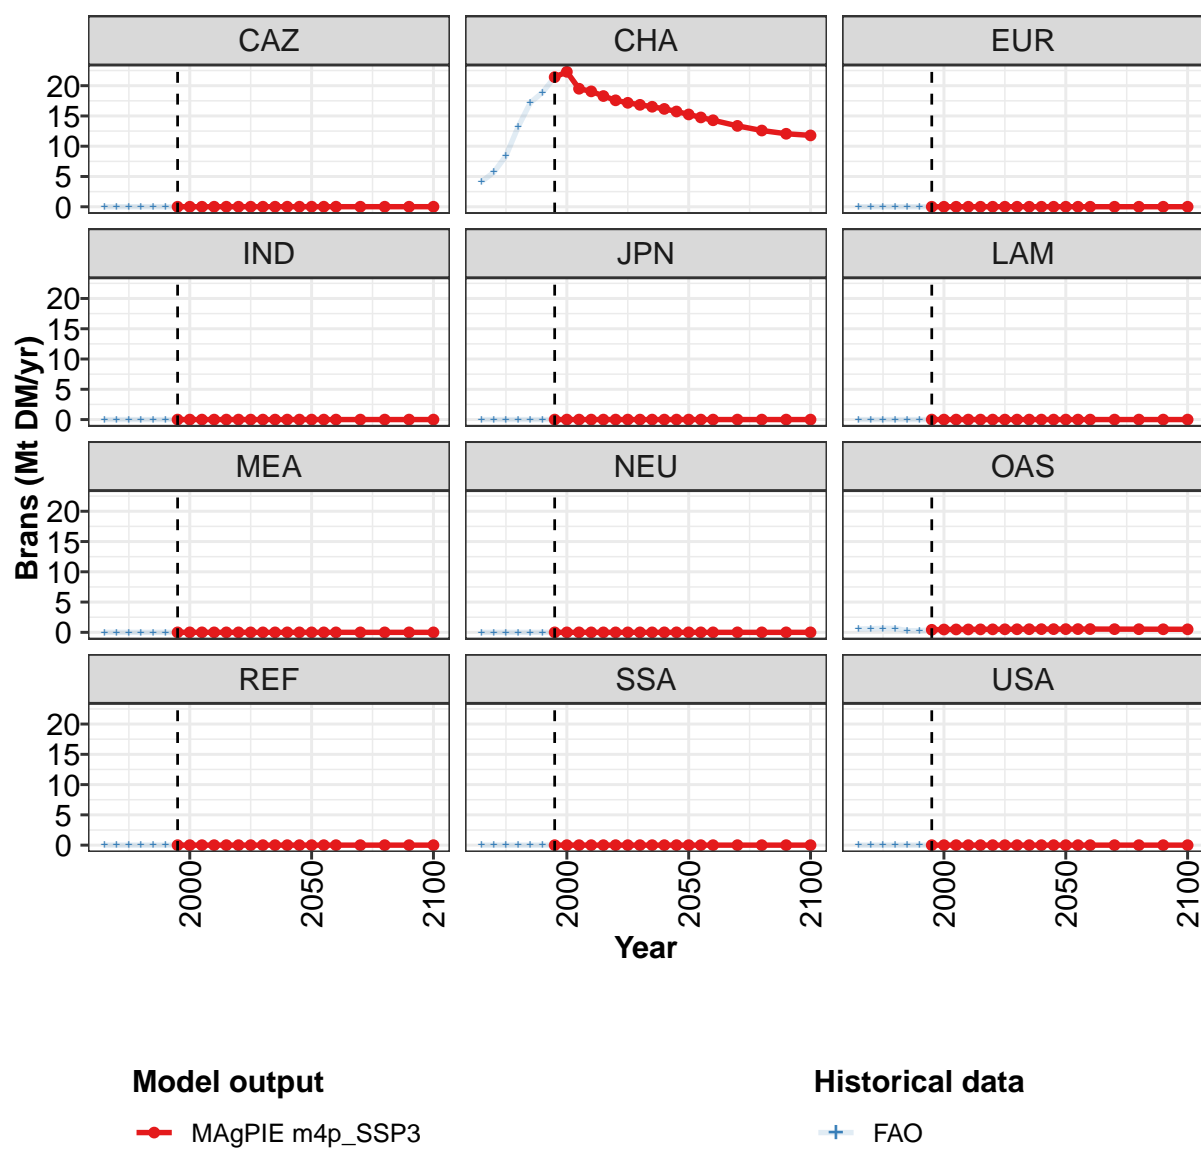 CAZ CHA EUR
20
15
10
5
0
IND JPN LAM
20
15
10
5
0
MEA NEU OAS
20
15
10
5
0
REF SSA USA
20
15
10
5
0
Brans (Mt DM/yr)
2000 2050 2100 2000 2050 2100 2000 2050 2100
Year
Model output Historical data
MAgPIE m4p_SSP3 FAO